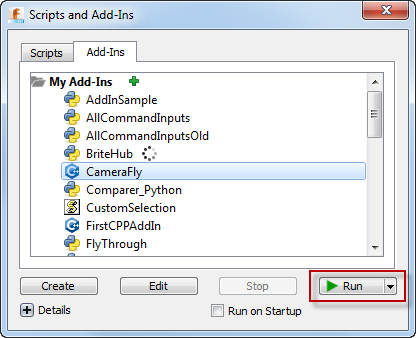 Scripts and Add-Ins
Scripts Add-Ins
My Add-Ins
AddInSample
AllCommandInputs
AllCommandInputsOld
BriteHub
CameraFly
Comparer_Python
CustomSelection
FirstCPPAddIn
FlyThrough
Create Edit Stop Run
Details Run on Startup